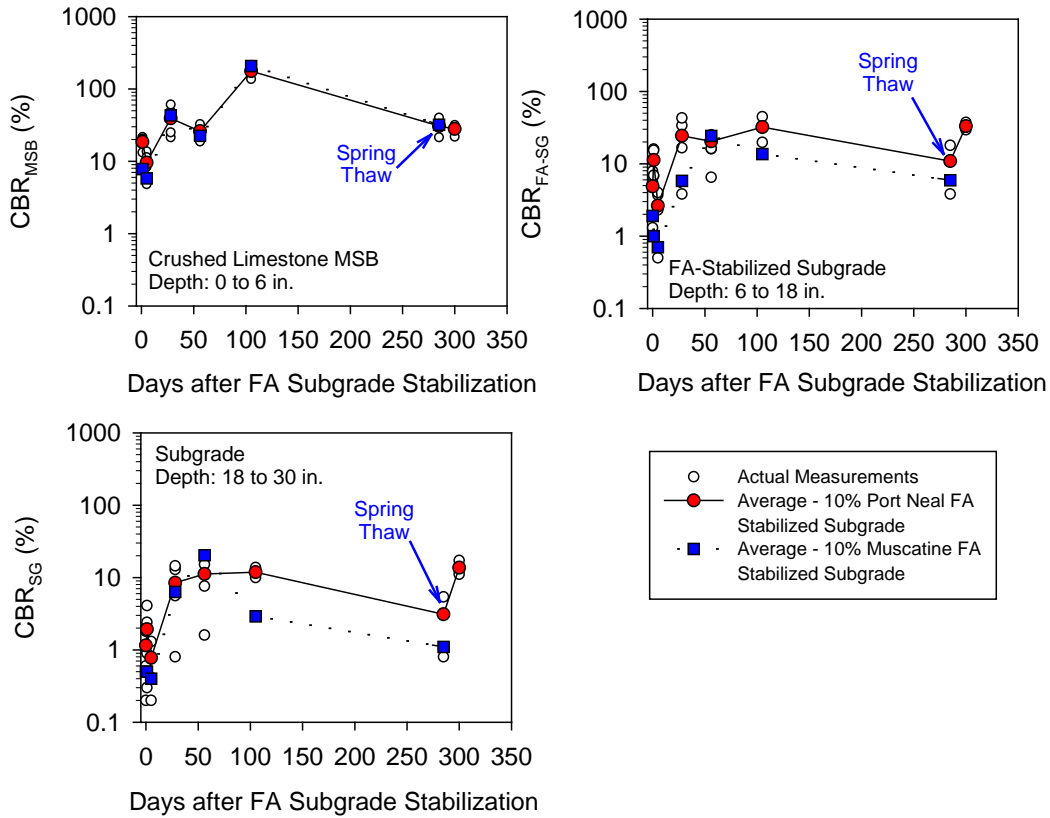 1000
100
10
1
0.1
CBR_MSB (%)
Spring
Thaw
Crushed Limestone MSB
Depth: 0 to 6 in.
0 50 100 150 200 250 300 350
Days after FA Subgrade Stabilization
1000
100
10
1
0.1
CBR_FA-SG (%)
Spring
Thaw
FA-Stabilized Subgrade
Depth: 6 to 18 in.
0 50 100 150 200 250 300 350
Days after FA Subgrade Stabilization
1000
100
10
1
0.1
CBR_SG (%)
Subgrade
Depth: 18 to 30 in.
Spring
Thaw
0 50 100 150 200 250 300 350
Days after FA Subgrade Stabilization
Actual Measurements
Average - 10% Port Neal FA
Stabilized Subgrade
Average - 10% Muscatine FA
Stabilized Subgrade